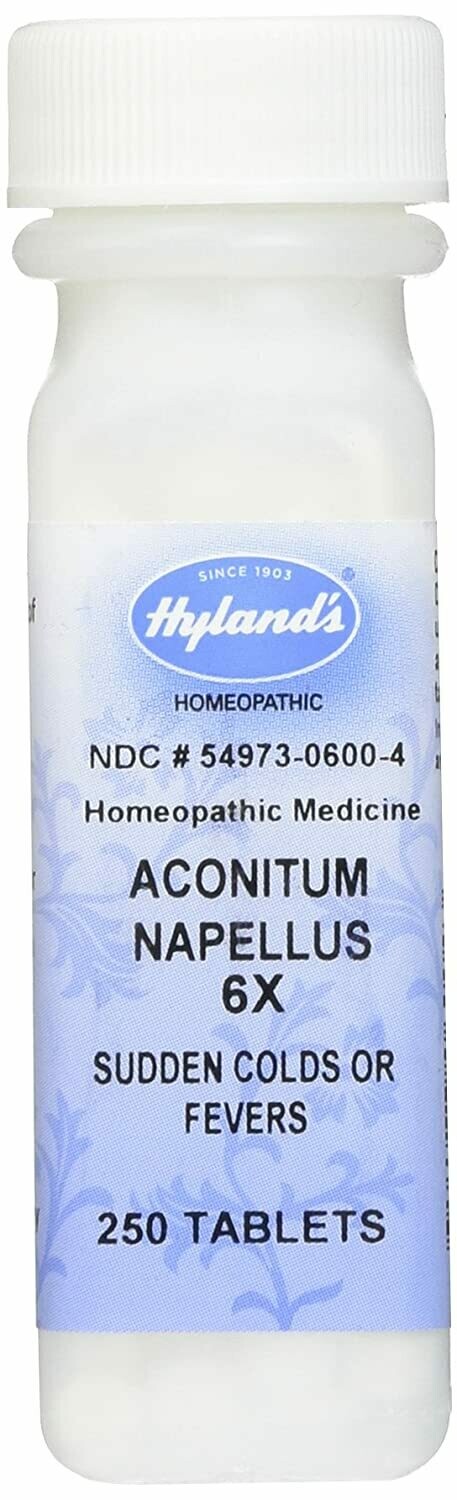 SINCE 1903
Hyland's
HOMEOPATHIC
NDC # 54973-0600-4
Homeopathic Medicine
ACONITUM
NAPELLUS
6X
SUDDEN COLDS OR
FEVERS
250 TABLETS